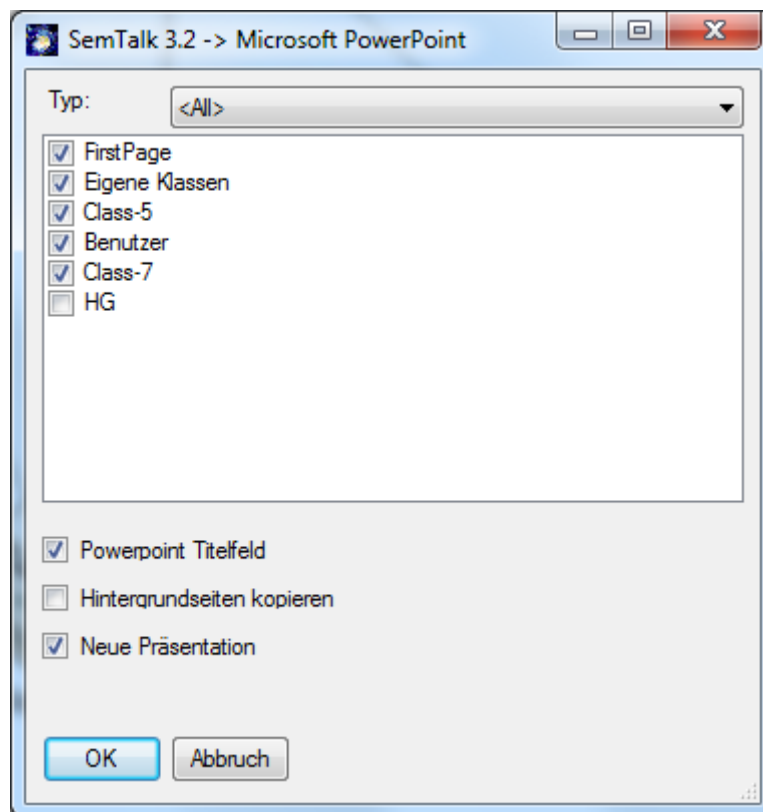 SemTalk 3.2 -> Microsoft PowerPoint
Typ: <All>
FirstPage
Eigene Klassen
Class-5
Benutzer
Class-7
HG
Powerpoint Titelfeld
Hintergrundseiten kopieren
Neue Präsentation
OK Abbruch